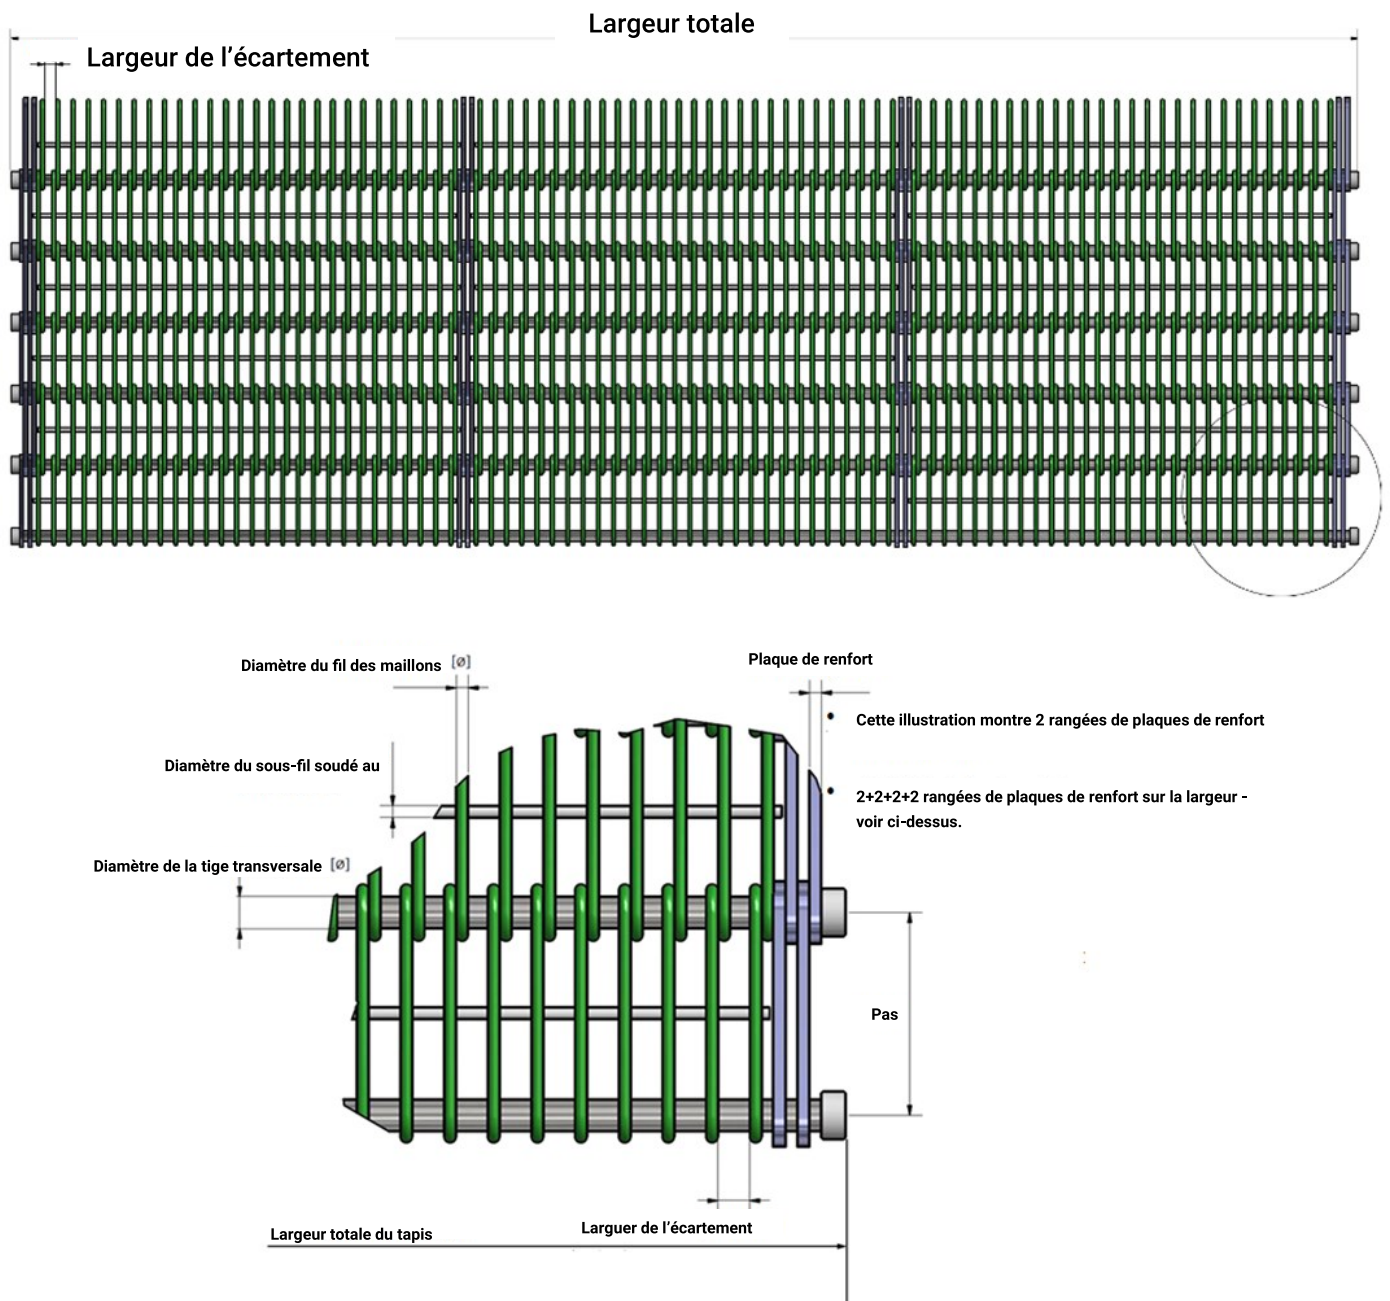 Largeur totale
Largeur de l’écartement
Diamètre du fil des maillons [ø]
Plaque de renfort
• Cette illustration montre 2 rangées de plaques de renfort
Diamètre du sous-fil soudé au
• 2+2+2+2 rangées de plaques de renfort sur la largeur -
voir ci-dessus.
Diamètre de la tige transversale [ø]
Pas
Larguer de l’écartement
Largeur totale du tapis